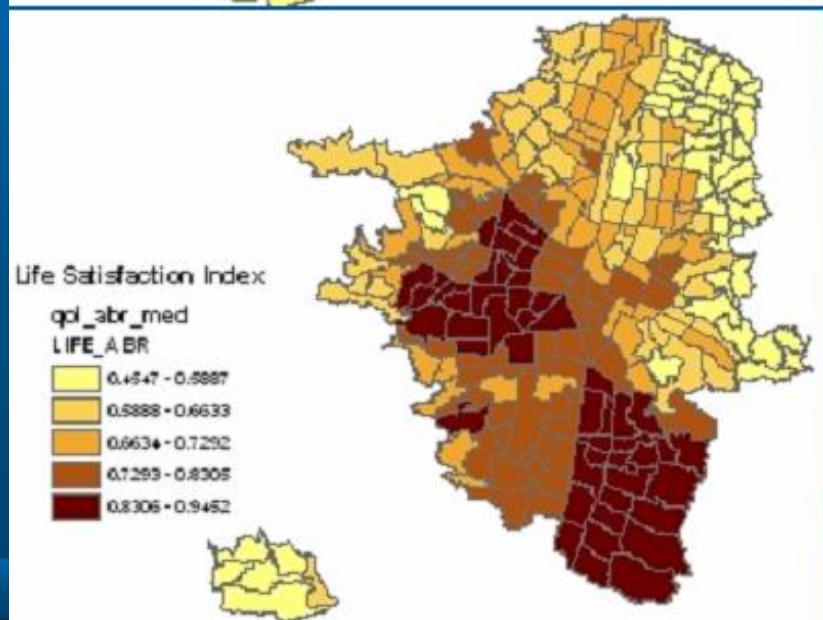 Life Satisfaction Index
qol_abr_med
LIFE_ABR
0.4547 - 0.5887
0.5888 - 0.6633
0.6634 - 0.7292
0.7293 - 0.8305
0.8306 - 0.9452